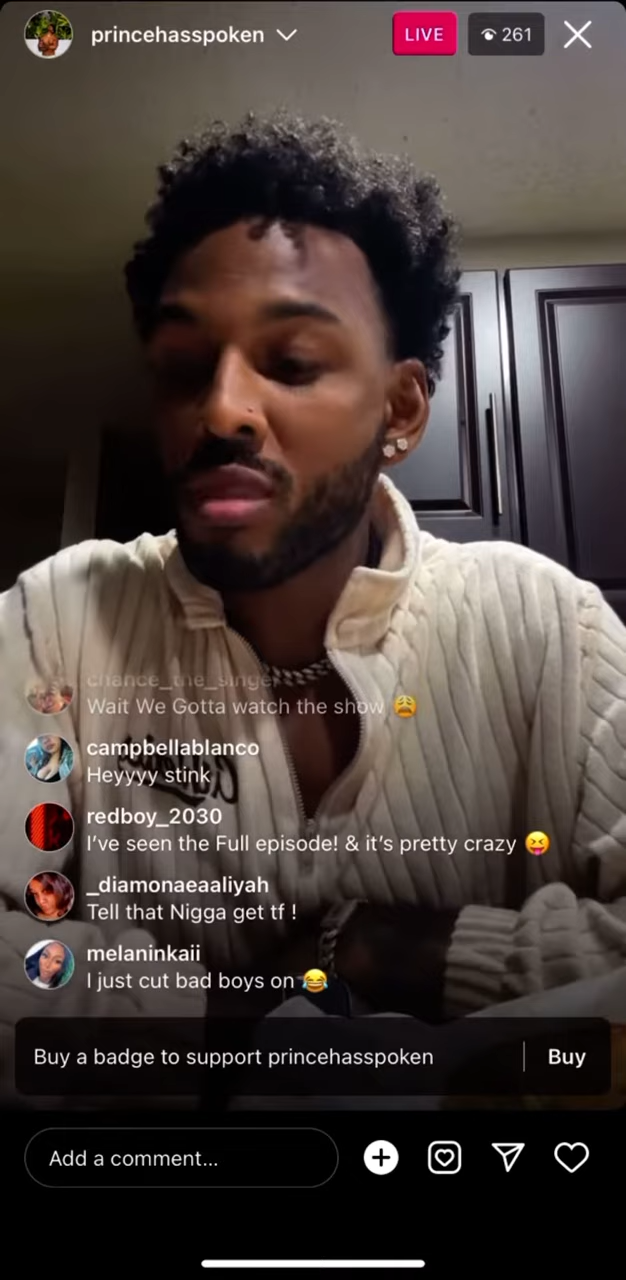 princehasspoken
LIVE
261
chance_the_singer
Wait We Gotta watch the show 😩
campbellablanco
Heyyyy stink
redboy_2030
I’ve seen the Full episode! & it’s pretty crazy 😝
_diamonaeaaliyah
Tell that Nigga get tf !
melaninkaii
I just cut bad boys on 😂
Buy a badge to support princehasspoken
Buy
Add a comment...